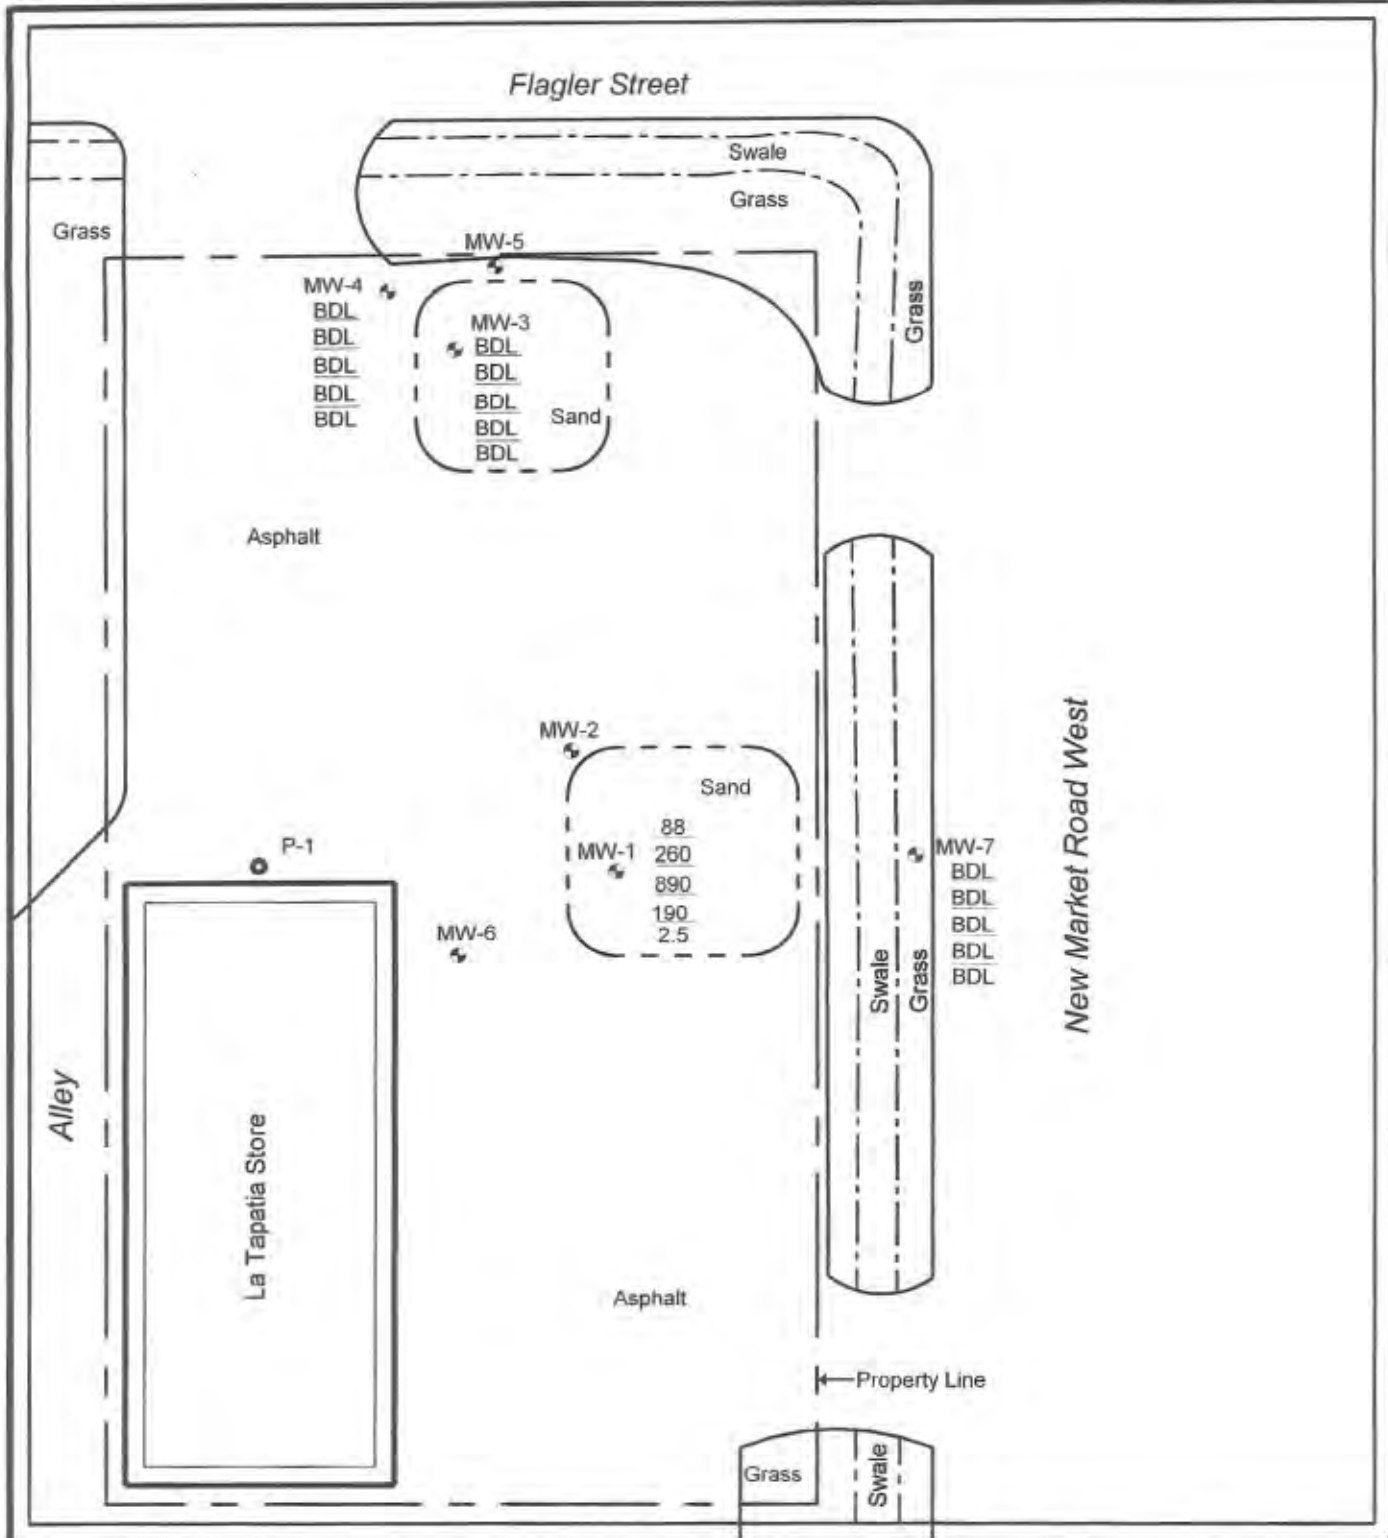 Flagler Street
Swale
Grass
Grass
MW-5
MW-4
BDL
BDL
BDL
BDL
BDL
MW-3
BDL
BDL
BDL
BDL
BDL
Sand
Grass
Asphalt
MW-2
Sand
88
260
890
190
2.5
MW-1
P-1
MW-7
BDL
BDL
BDL
BDL
BDL
MW-6
Swale
Grass
New Market Road West
Alley
La Tapatia Store
Asphalt
Property Line
Grass
Swale